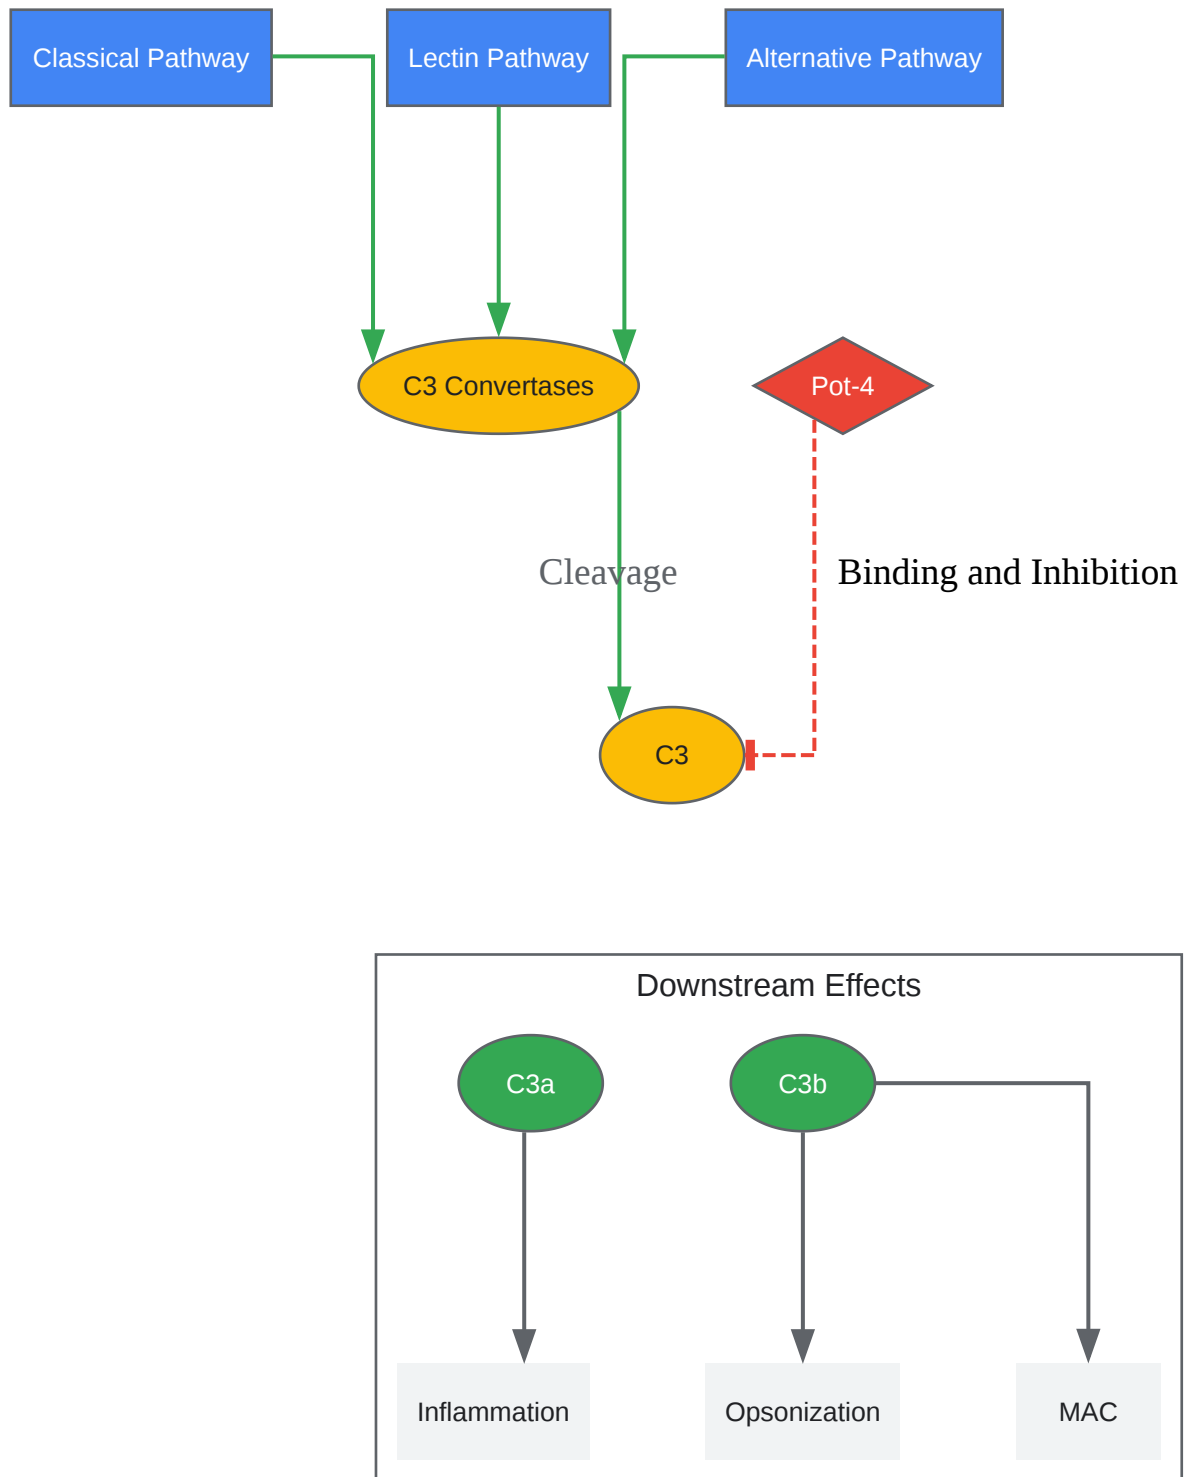 Classical Pathway
Lectin Pathway
Alternative Pathway
C3 Convertases
Pot-4
Cleavage
Binding and Inhibition
C3
Downstream Effects
C3a
C3b
Inflammation
Opsonization
MAC